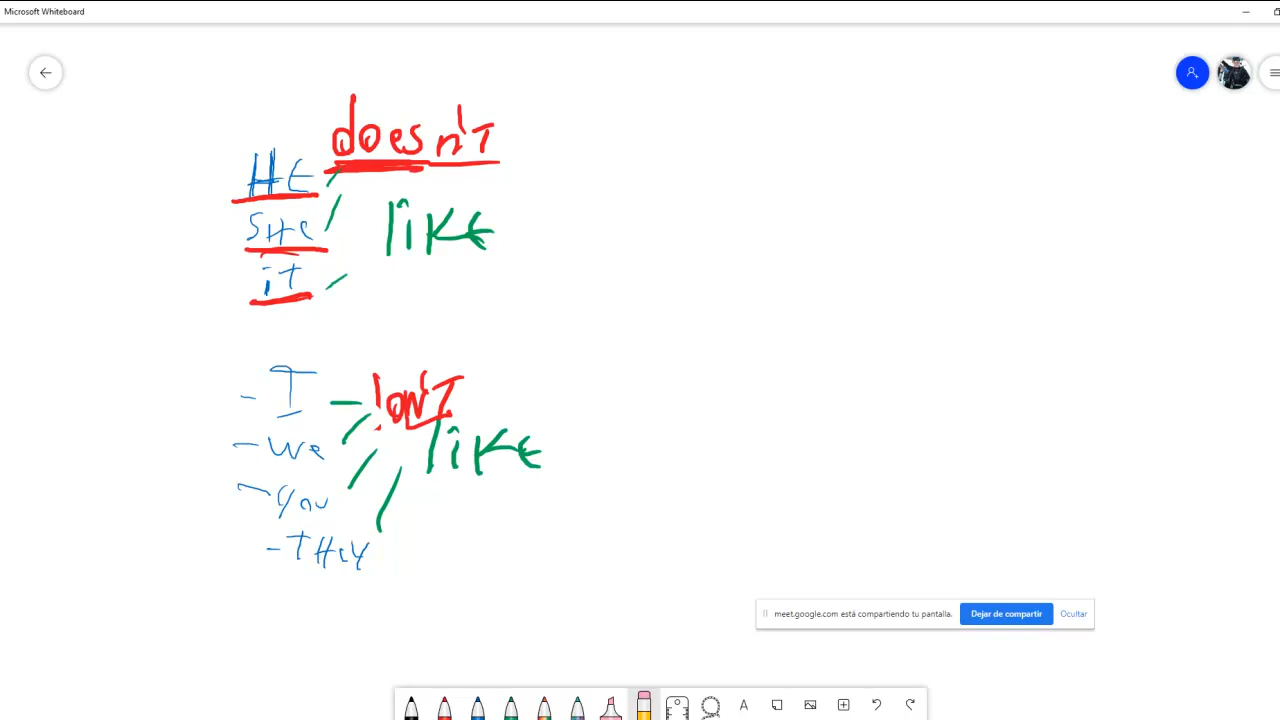 Microsoft Whiteboard
doesn'T
HE
SHE
like
iT
- I
on'T
- we
like
- you
- THEY
meet.google.com está compartiendo tu pantalla.
Dejar de compartir
Ocultar
A